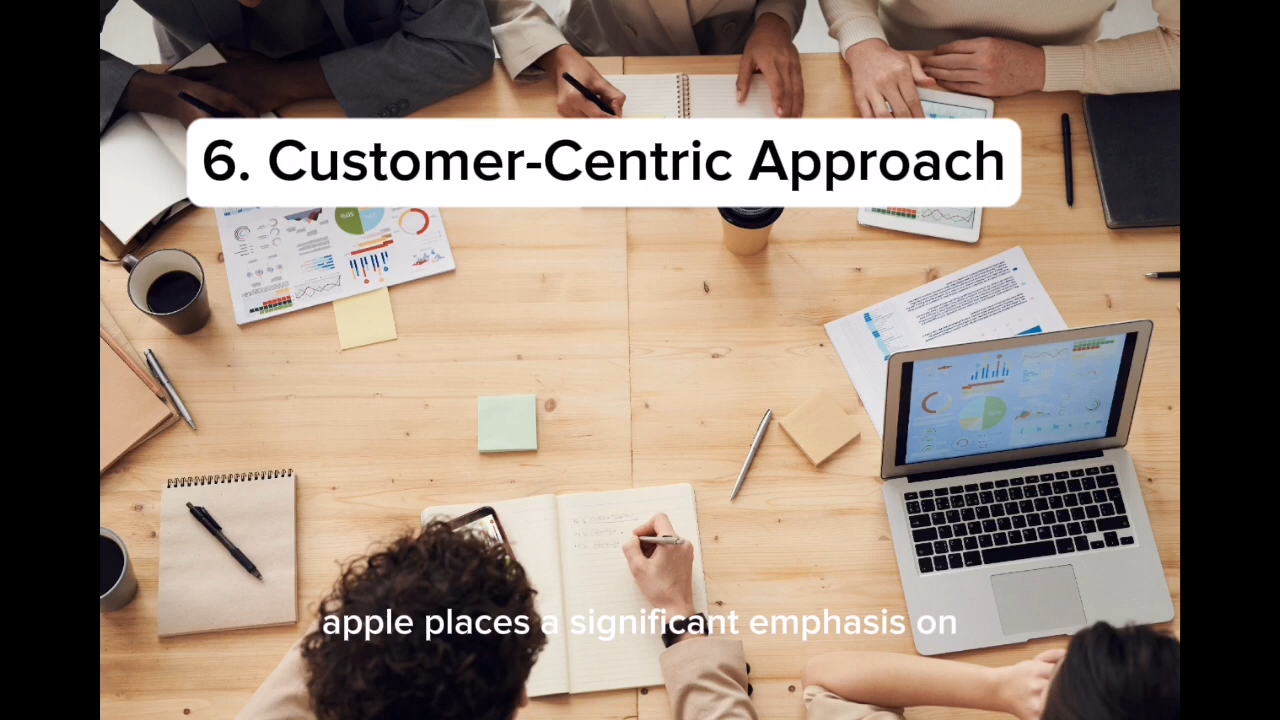 6. Customer-Centric Approach
apple places a significant emphasis on